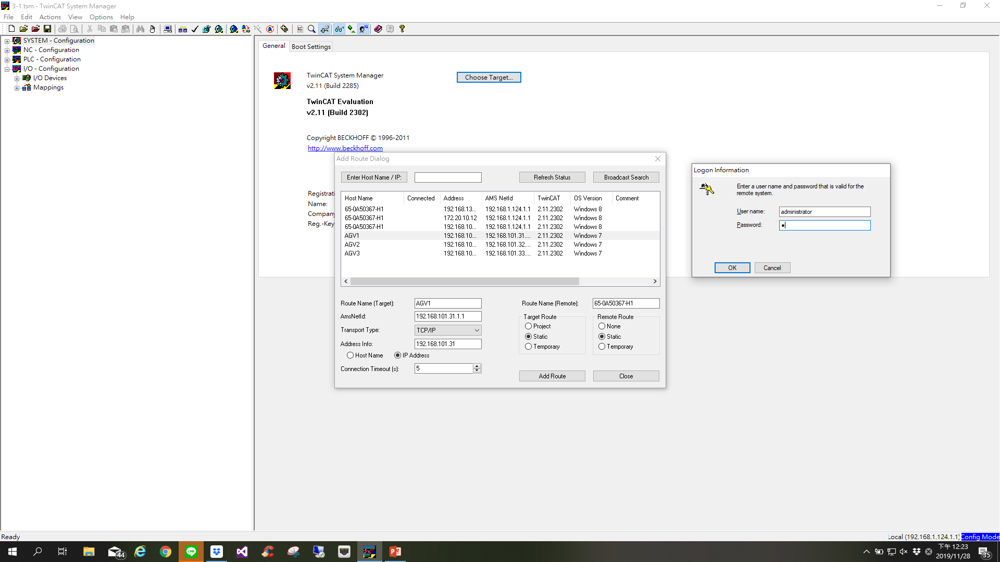 3-1.tsm - TwinCAT System Manager
File Edit Actions View Options Help
SYSTEM - Configuration
NC - Configuration
PLC - Configuration
I/O - Configuration
I/O Devices
Mappings
General Boot Settings
TwinCAT System Manager
v2.11 (Build 2285)
Choose Target...
TwinCAT Evaluation
v2.11 (Build 2302)
Copyright BECKHOFF © 1996-2011
http://www.beckhoff.com
Registrati
Name:
Company
Reg.-Key
Add Route Dialog
Enter Host Name / IP: Refresh Status Broadcast Search
Host Name Connected Address AMS NetId TwinCAT OS Version Comment
65-0A50367-H1 192.168.13... 192.168.1.124.1.1 2.11.2302 Windows 8
65-0A50367-H1 172.20.10.12 192.168.1.124.1.1 2.11.2302 Windows 8
65-0A50367-H1 192.168.10... 192.168.1.124.1.1 2.11.2302 Windows 8
AGV1 192.168.10... 192.168.101.31.... 2.11.2302 Windows 7
AGV2 192.168.10... 192.168.101.32.... 2.11.2302 Windows 7
AGV3 192.168.10... 192.168.101.33.... 2.11.2302 Windows 7
Route Name (Target): AGV1
AmsNetId: 192.168.101.31.1.1
Transport Type: TCP/IP
Address Info: 192.168.101.31
Host Name IP Address
Connection Timeout (s): 5
Route Name (Remote): 65-0A50367-H1
Target Route
Project
Static
Temporary
Remote Route
None
Static
Temporary
Add Route Close
Logon Information
Enter a user name and password that is valid for the
remote system.
User name: administrator
Password: ●
OK Cancel
Ready
Local (192.168.1.124.1.1) Config Mode
44
LINE
下午 12:23
2019/11/28
35